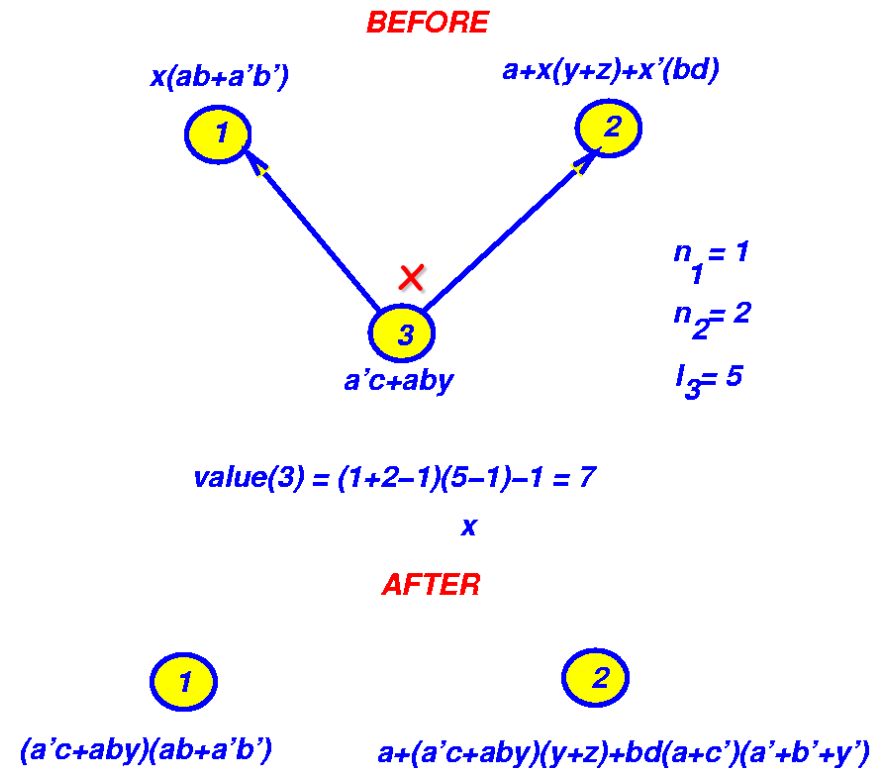 BEFORE
x(ab+a'b')
a+x(y+z)+x'(bd)
1
2
n1 = 1
x
n2 = 2
3
l3 = 5
a'c+aby
value(3) = (1+2−1)(5−1)−1 = 7
x
AFTER
1
2
(a'c+aby)(ab+a'b')
a+(a'c+aby)(y+z)+bd(a+c')(a'+b'+y')